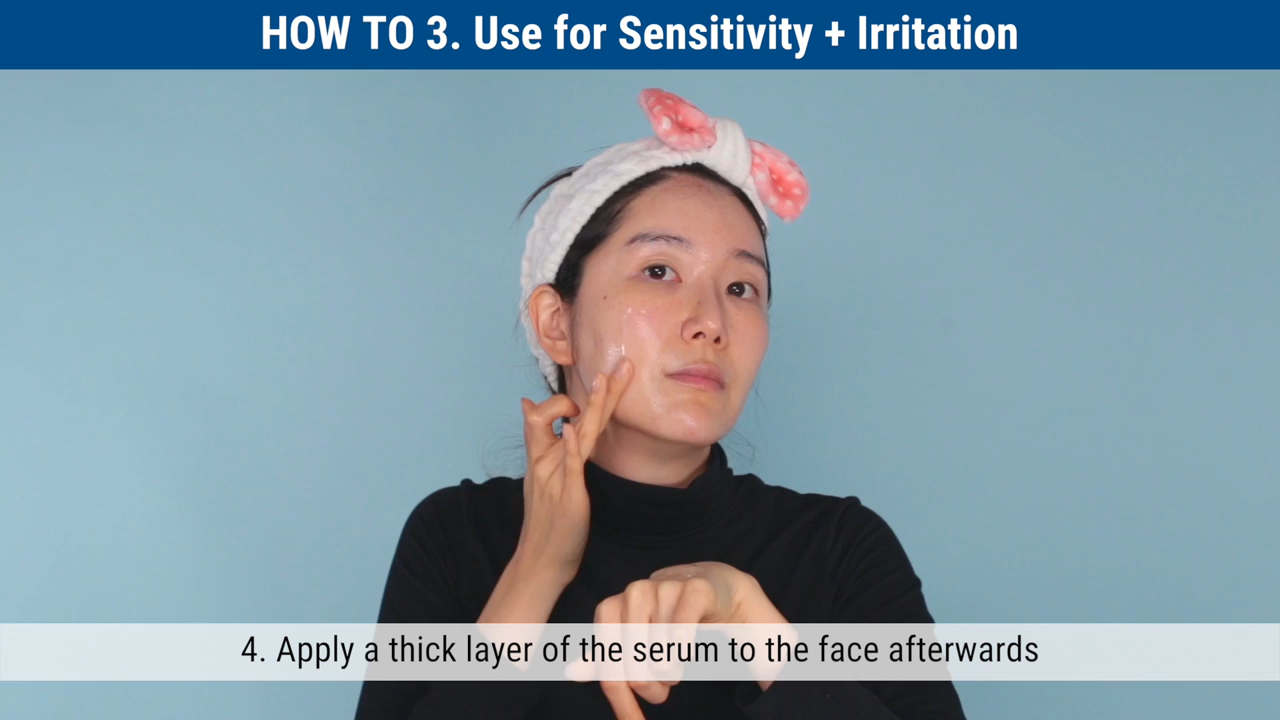 HOW TO 3. Use for Sensitivity + Irritation
4. Apply a thick layer of the serum to the face afterwards